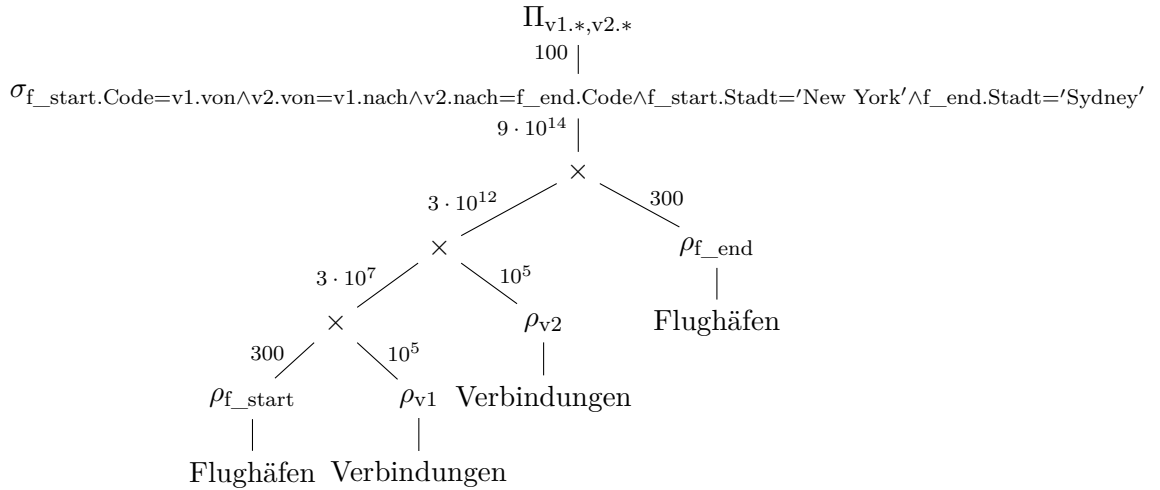 Π_{v1.∗,v2.∗}
100
σ_{f_start.Code=v1.von∧v2.von=v1.nach∧v2.nach=f_end.Code∧f_start.Stadt='New York'∧f_end.Stadt='Sydney'}
9 · 10^{14}
×
3 · 10^{12} 300
× ρ_{f_end}
3 · 10^{7} 10^{5}
× ρ_{v2} Flughäfen
300 10^{5}
ρ_{f_start} ρ_{v1} Verbindungen
Flughäfen Verbindungen